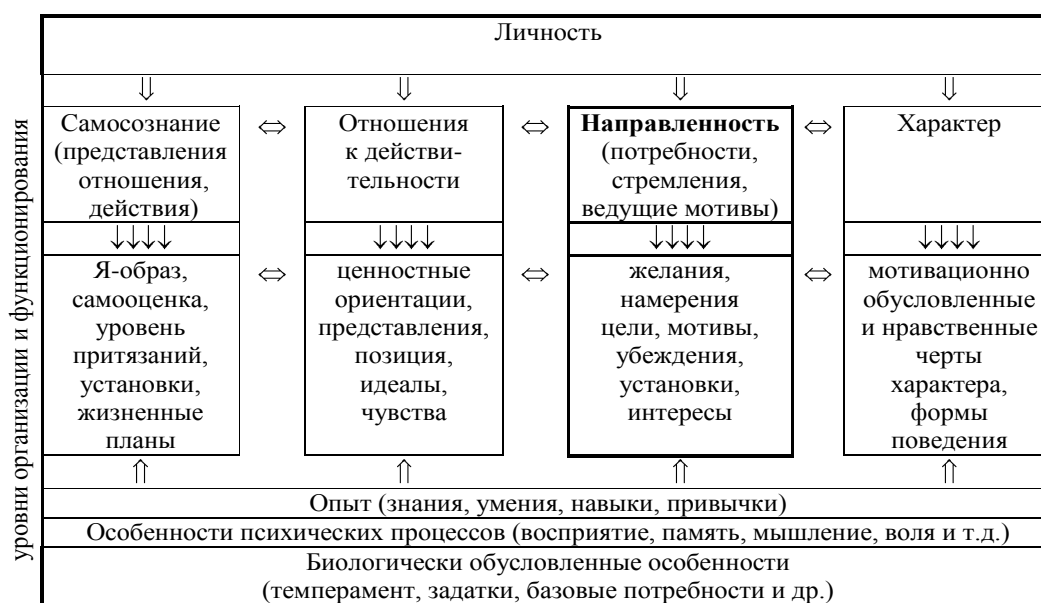 Личность
⇓ ⇓ ⇓ ⇓
Самосознание
(представления
отношения,
действия)
⇔
Отношения
к действи-
тельности
⇔
Направленность
(потребности,
стремления,
ведущие мотивы)
⇔
Характер
↓↓↓↓ ↓↓↓↓ ↓↓↓↓ ↓↓↓↓
Я-образ,
самооценка,
уровень
притязаний,
установки,
жизненные
планы
⇔
ценностные
ориентации,
представления,
позиция,
идеалы,
чувства
⇔
желания,
намерения
цели, мотивы,
убеждения,
установки,
интересы
⇔
мотивационно
обусловленные
и нравственные
черты
характера,
формы
поведения
⇑ ⇑ ⇑ ⇑
Опыт (знания, умения, навыки, привычки)
Особенности психических процессов (восприятие, память, мышление, воля и т.д.)
Биологически обусловленные особенности
(темперамент, задатки, базовые потребности и др.)
уровни организации и функционирования